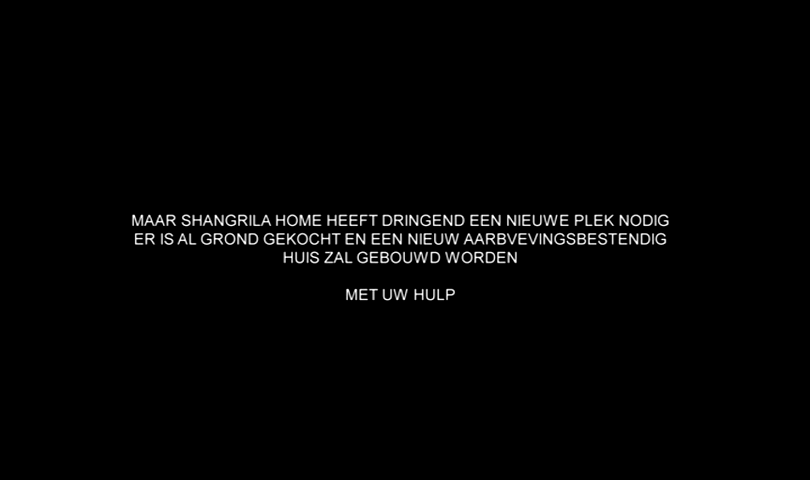 MAAR SHANGRILA HOME HEEFT DRINGEND EEN NIEUWE PLEK NODIG
ER IS AL GROND GEKOCHT EN EEN NIEUW AARBVEVINGSBESTENDIG
HUIS ZAL GEBOUWD WORDEN
MET UW HULP